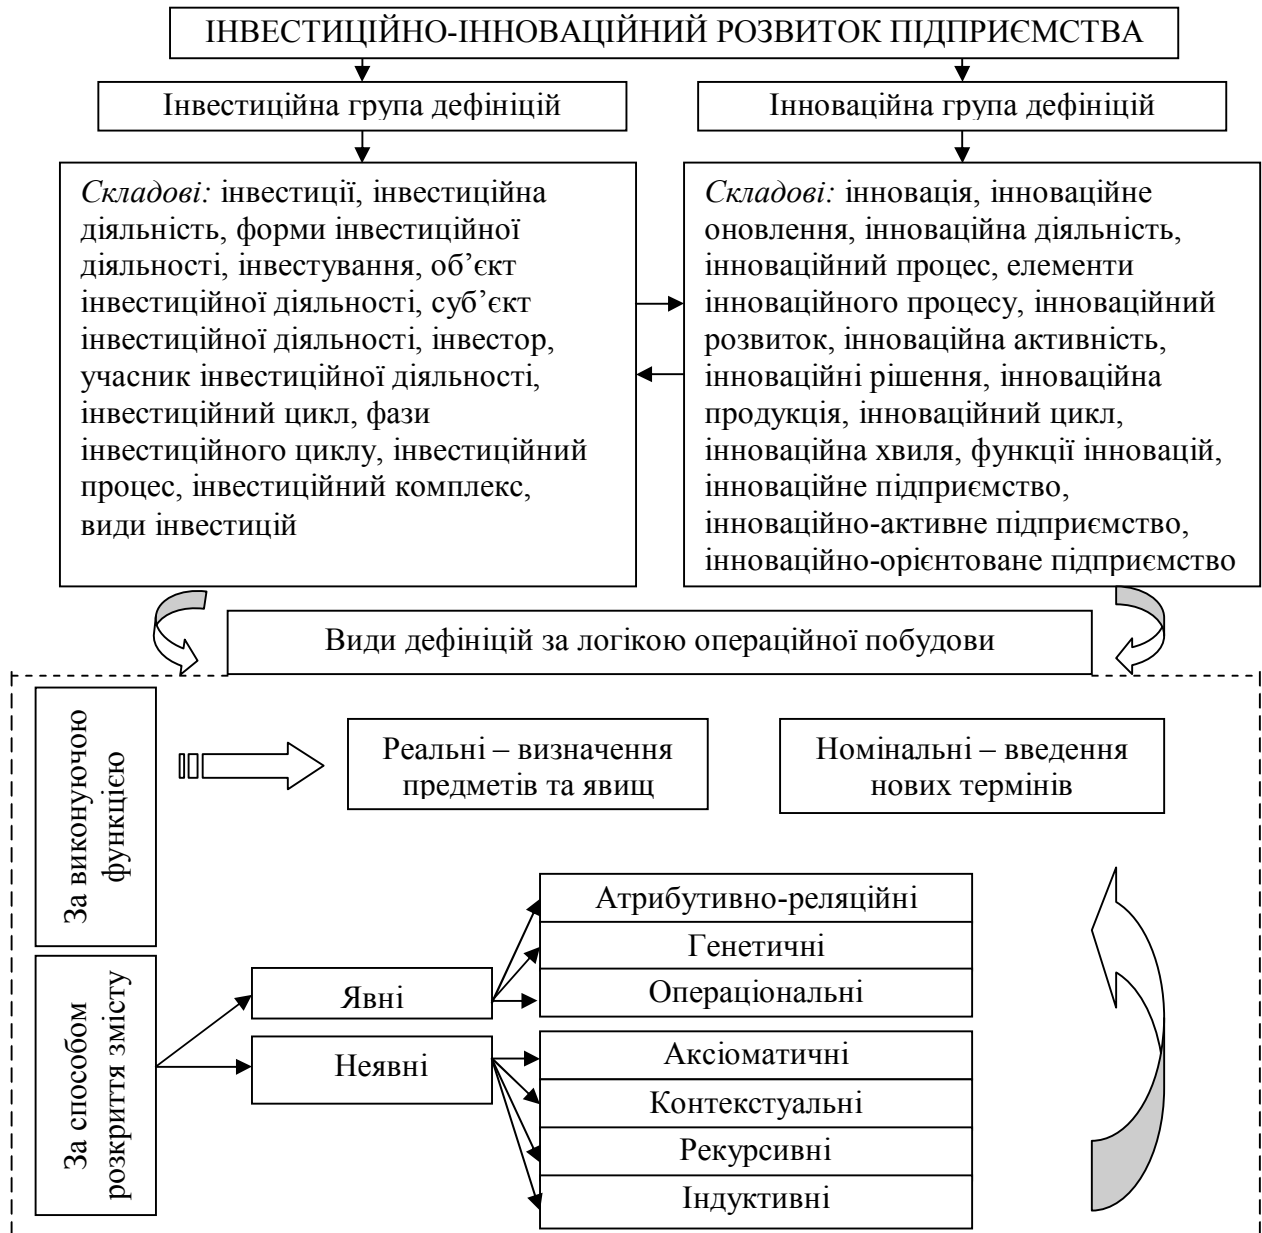 ІНВЕСТИЦІЙНО-ІННОВАЦІЙНИЙ РОЗВИТОК ПІДПРИЄМСТВА
Інвестиційна група дефініцій
Інноваційна група дефініцій
Складові: інвестиції, інвестиційна
діяльність, форми інвестиційної
діяльності, інвестування, об’єкт
інвестиційної діяльності, суб’єкт
інвестиційної діяльності, інвестор,
учасник інвестиційної діяльності,
інвестиційний цикл, фази
інвестиційного циклу, інвестиційний
процес, інвестиційний комплекс,
види інвестицій
Складові: інновація, інноваційне
оновлення, інноваційна діяльність,
інноваційний процес, елементи
інноваційного процесу, інноваційний
розвиток, інноваційна активність,
інноваційні рішення, інноваційна
продукція, інноваційний цикл,
інноваційна хвиля, функції інновацій,
інноваційне підприємство,
інноваційно-активне підприємство,
інноваційно-орієнтоване підприємство
Види дефініцій за логікою операційної побудови
За виконуючою
функцією
Реальні – визначення
предметів та явищ
Номінальні – введення
нових термінів
За способом
розкриття змісту
Явні
Неявні
Атрибутивно-реляційні
Генетичні
Операціональні
Аксіоматичні
Контекстуальні
Рекурсивні
Індуктивні